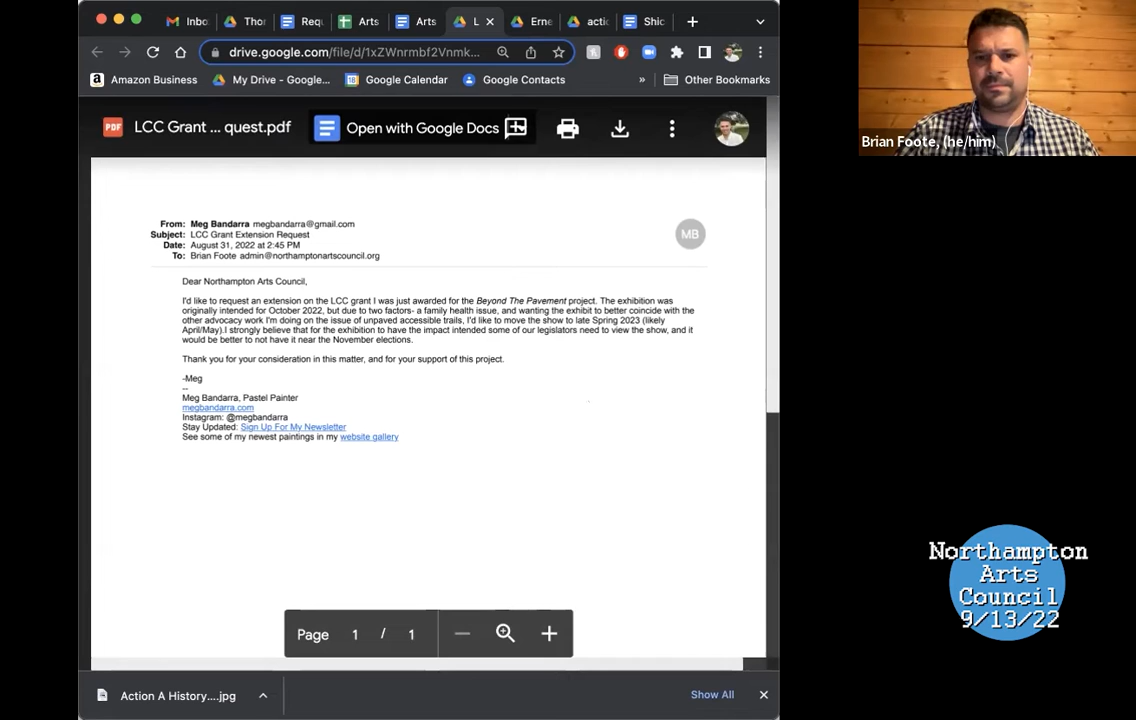 Inbo
Thor
Requ
Arts
Arts
L
Erne
actio
Shic
drive.google.com/file/d/1xZWnrmbf2Vnmk...
Amazon Business
My Drive - Google...
18
Google Calendar
Google Contacts
»
Other Bookmarks
PDF
LCC Grant ... quest.pdf
Open with Google Docs
From: Meg Bandarra megbandarra@gmail.com
Subject: LCC Grant Extension Request
Date: August 31, 2022 at 2:45 PM
To: Brian Foote admin@northamptonartscouncil.org
MB
Dear Northampton Arts Council,
I'd like to request an extension on the LCC grant I was just awarded for the Beyond The Pavement project. The exhibition was
originally intended for October 2022, but due to two factors- a family health issue, and wanting the exhibit to better coincide with the
other advocacy work I'm doing on the issue of unpaved accessible trails, I'd like to move the show to late Spring 2023 (likely
April/May).I strongly believe that for the exhibition to have the impact intended some of our legislators need to view the show, and it
would be better to not have it near the November elections.
Thank you for your consideration in this matter, and for your support of this project.
-Meg
--
Meg Bandarra, Pastel Painter
megbandarra.com
Instagram: @megbandarra
Stay Updated: Sign Up For My Newsletter
See some of my newest paintings in my website gallery
Page 1 / 1
Action A History....jpg
Show All
Brian Foote, (he/him)
Northampton
Arts
Council
9/13/22